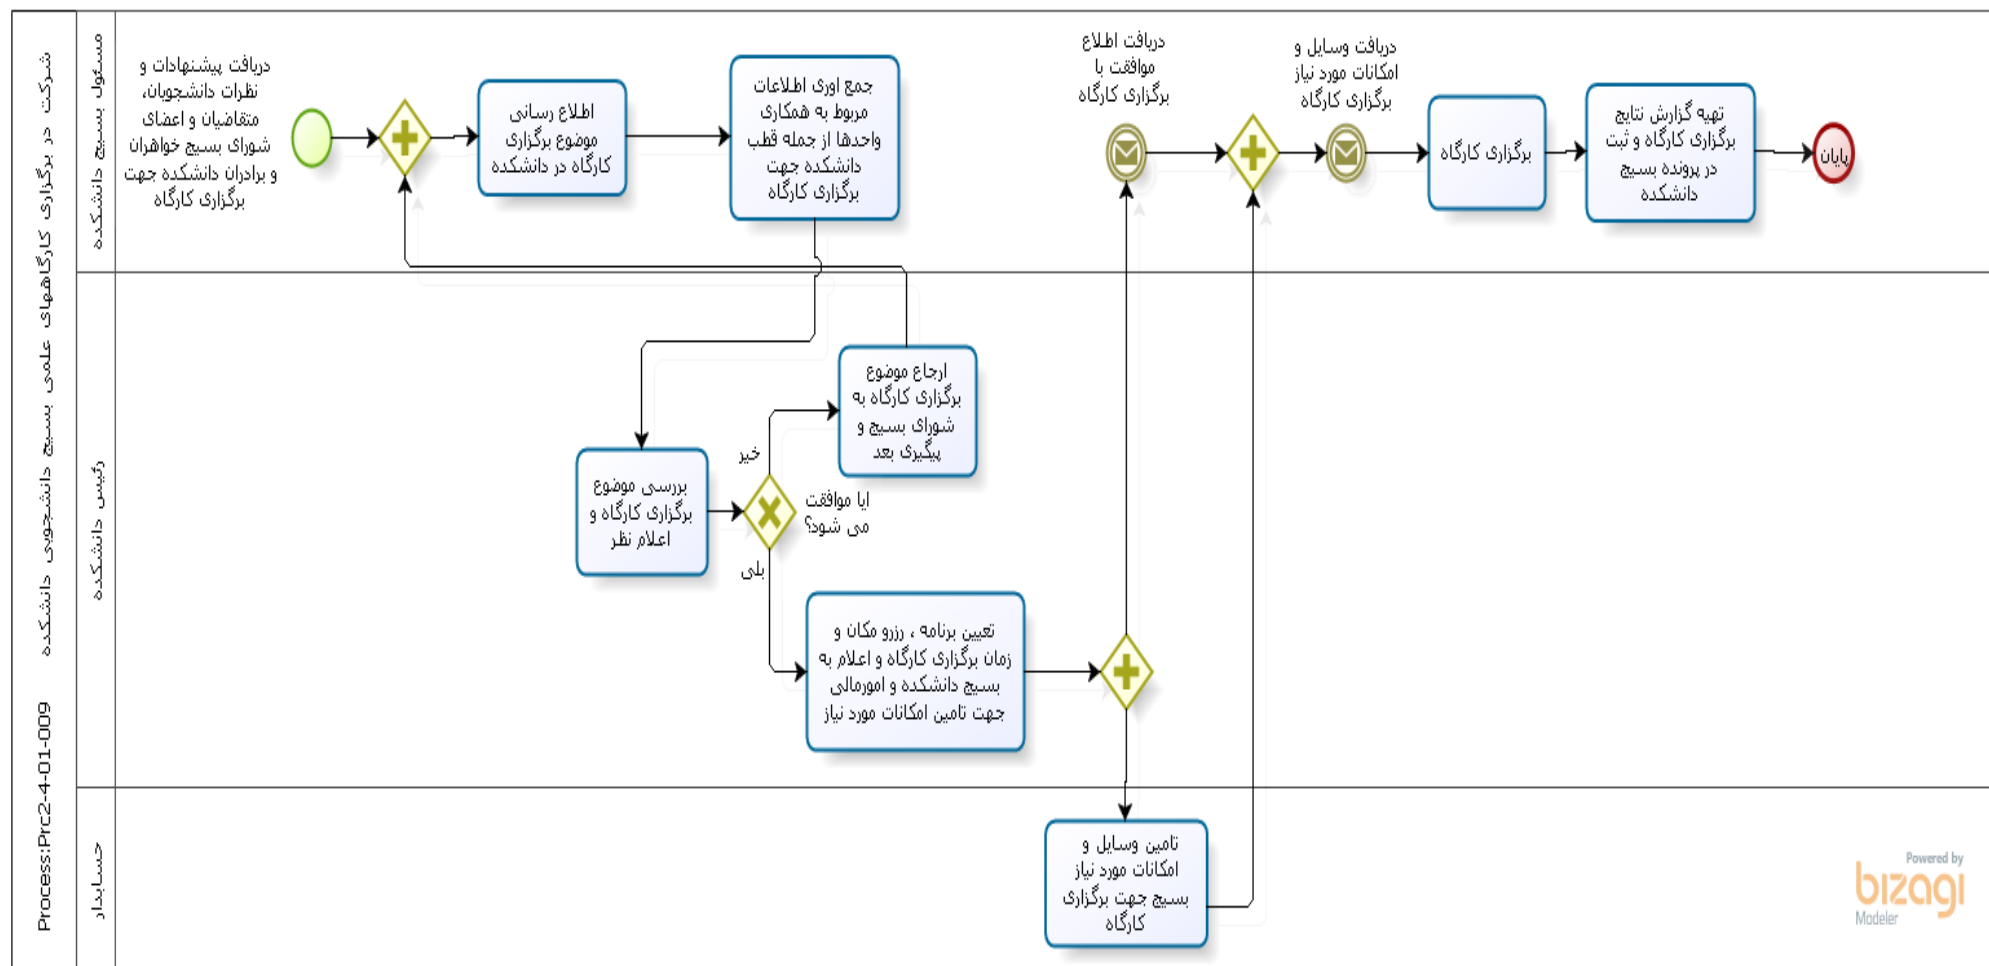 شرکت در برگزاری کارگاههای علمی بسیج دانشجویی دانشکده
Process:Prc2-4-01-009
مسئول بسیج دانشکده
دریافت پیشنهادات و
نظرات دانشجویان،
متقاضیان و اعضای
شورای بسیج خواهران
و برادران دانشکده جهت
برگزاری کارگاه
اطلاع رسانی
موضوع برگزاری
کارگاه در دانشکده
جمع اوری اطلاعات
مربوط به همکاری
واحدها از جمله قطب
دانشکده جهت
برگزاری کارگاه
دریافت اطلاع
موافقت با
برگزاری کارگاه
دریافت وسایل و
امکانات مورد نیاز
برگزاری کارگاه
برگزاری کارگاه
تهیه گزارش نتایج
برگزاری کارگاه و ثبت
در پرونده بسیج
دانشکده
پایان
رئیس دانشکده
بررسی موضوع
برگزاری کارگاه و
اعلام نظر
ایا موافقت
می شود؟
خیر
ارجاع موضوع
برگزاری کارگاه به
شورای بسیج و
پیگیری بعد
بلی
تعیین برنامه ، رزرو مکان و
زمان برگزاری کارگاه و اعلام به
بسیج دانشکده و امورمالی
جهت تامین امکانات مورد نیاز
حسابدار
تامین وسایل و
امکانات مورد نیاز
بسیج جهت برگزاری
کارگاه
Powered by
bizagi
Modeler